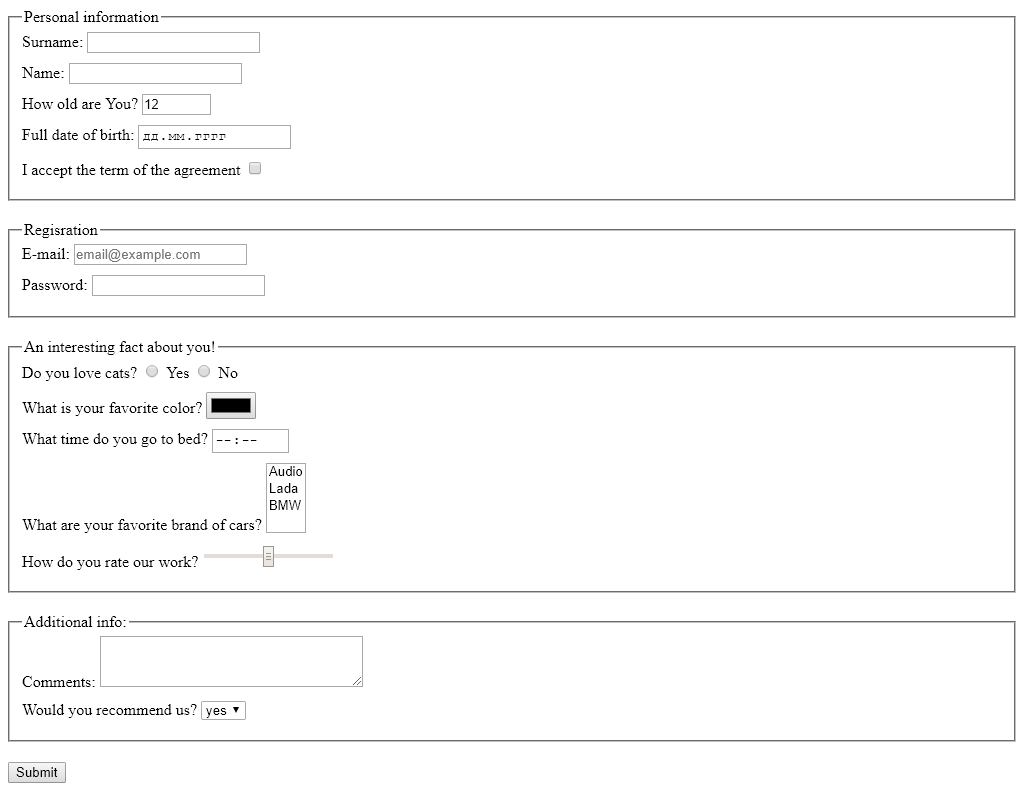 Personal information
Surname:
Name:
How old are You? 12
Full date of birth: дд.мм.гггг
I accept the term of the agreement
Regisration
E-mail: email@example.com
Password:
An interesting fact about you!
Do you love cats? Yes No
What is your favorite color?
What time do you go to bed? --:--
Audio
Lada
BMW
What are your favorite brand of cars?
How do you rate our work?
Additional info:
Comments:
Would you recommend us? yes
Submit